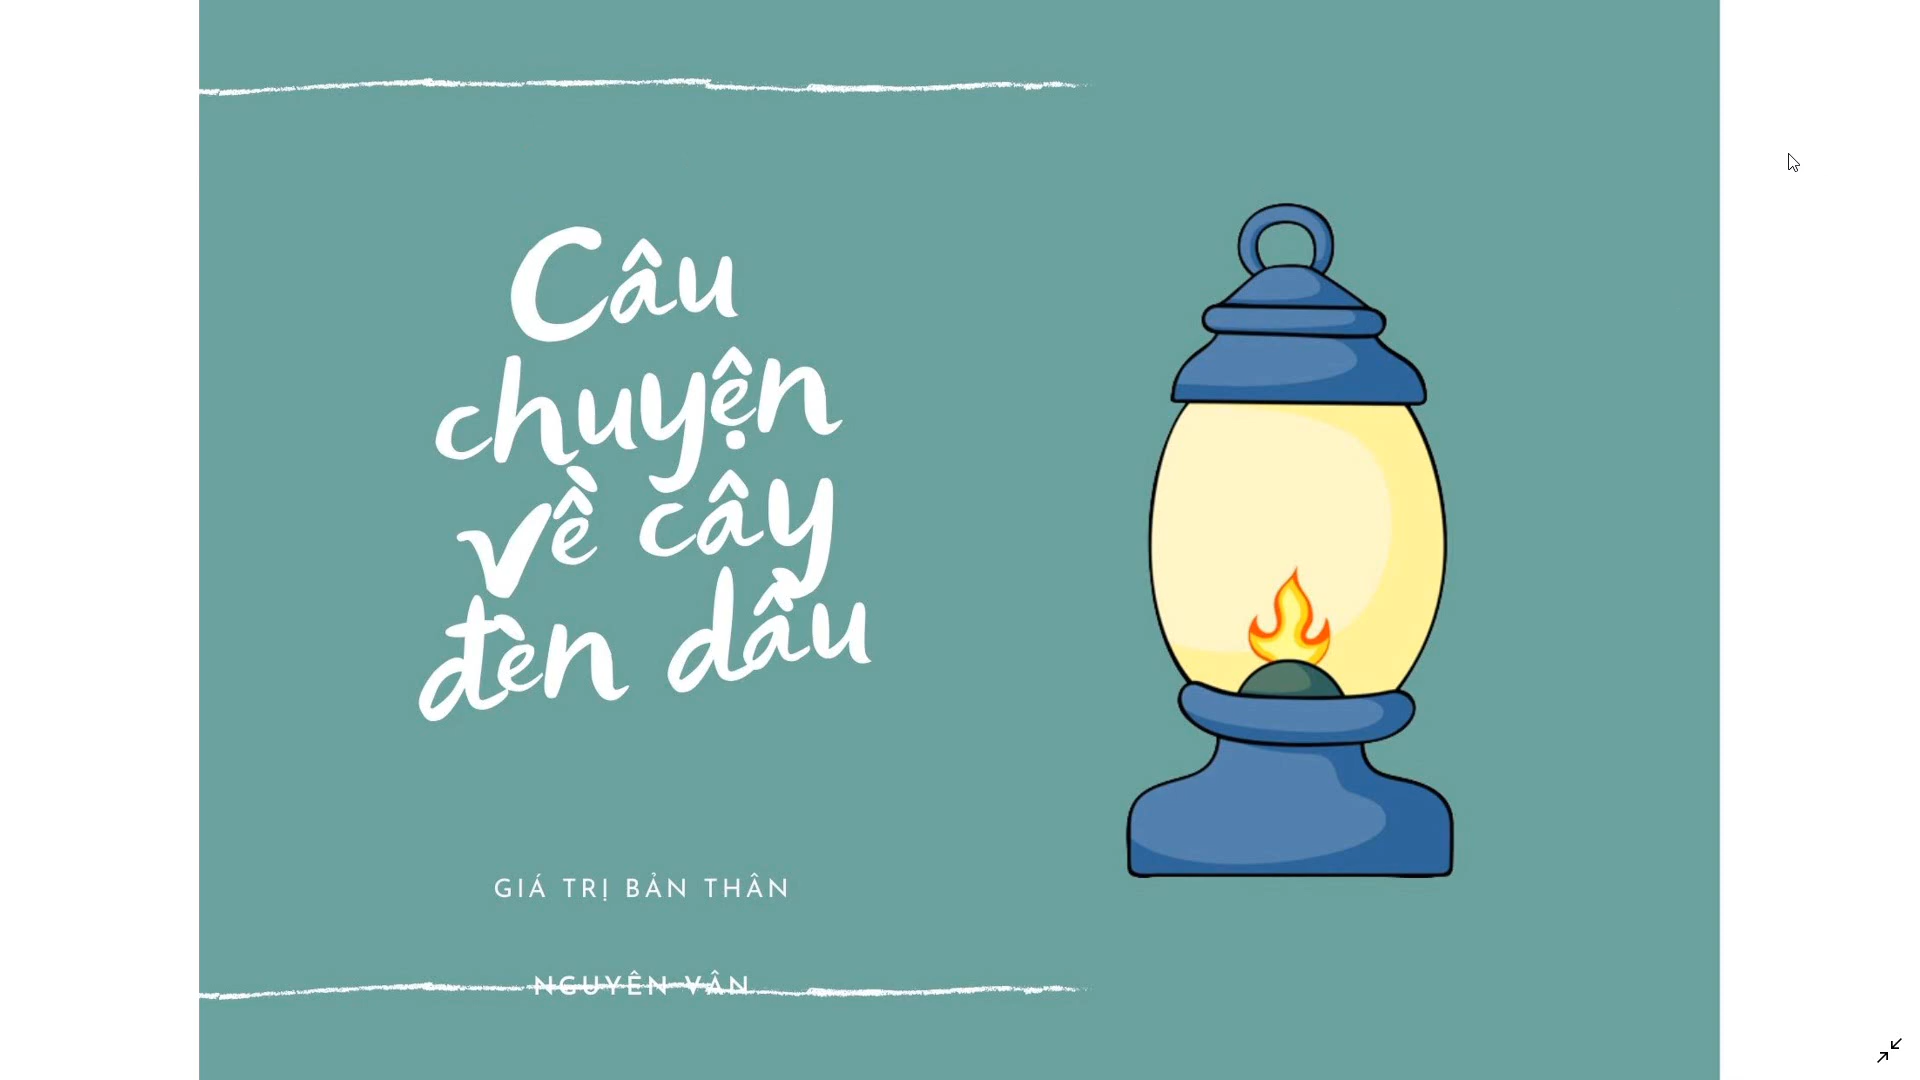 Câu
chuyện
về cây
đèn dầu
GIÁ TRỊ BẢN THÂN
NGUYÊN VÂN